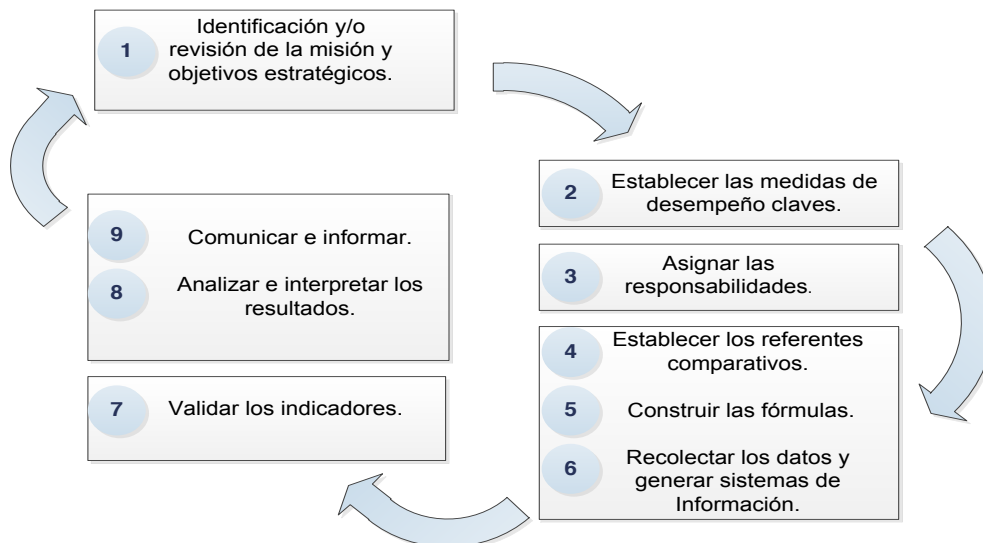 1
Identificación y/o
revisión de la misión y
objetivos estratégicos.
2
Establecer las medidas de
desempeño claves.
3
Asignar las
responsabilidades.
4
Establecer los referentes
comparativos.
5
Construir las fórmulas.
6
Recolectar los datos y
generar sistemas de
Información.
7
Validar los indicadores.
9
Comunicar e informar.
8
Analizar e interpretar los
resultados.